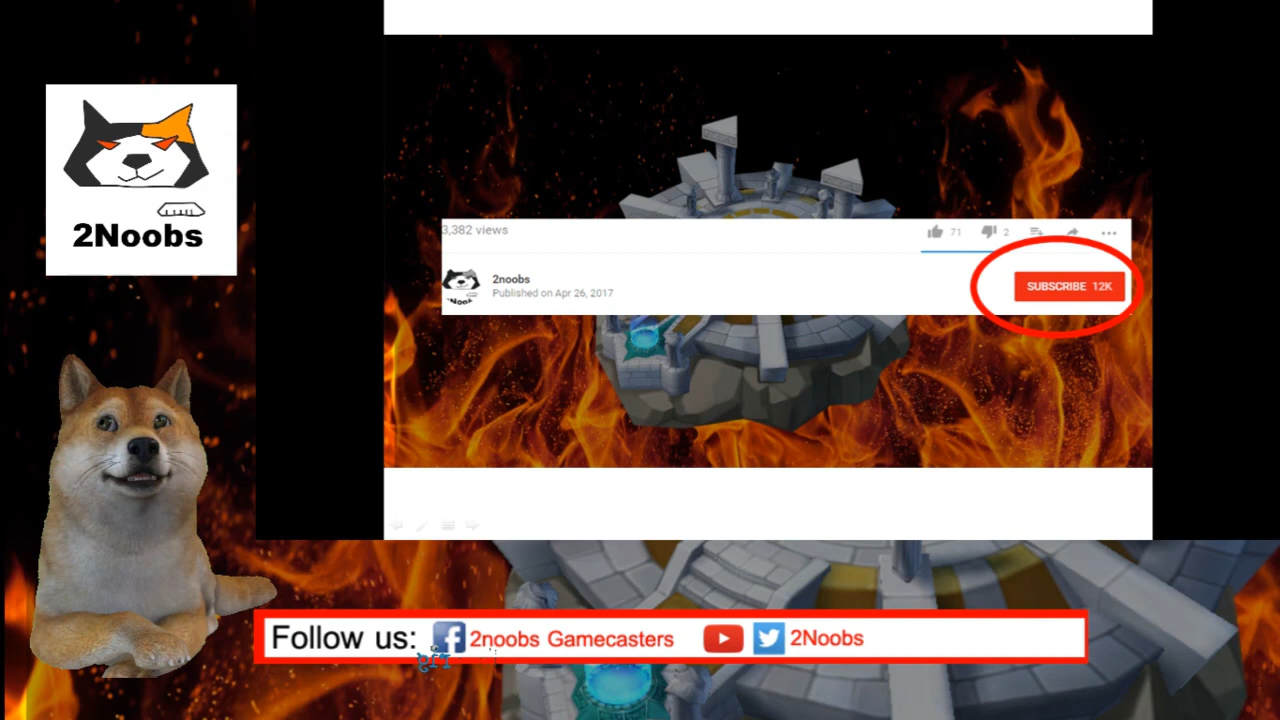 2Noobs
3,382 views
71
2
2noobs
Published on Apr 26, 2017
SUBSCRIBE 12K
Follow us: 2noobs Gamecasters 2Noobs